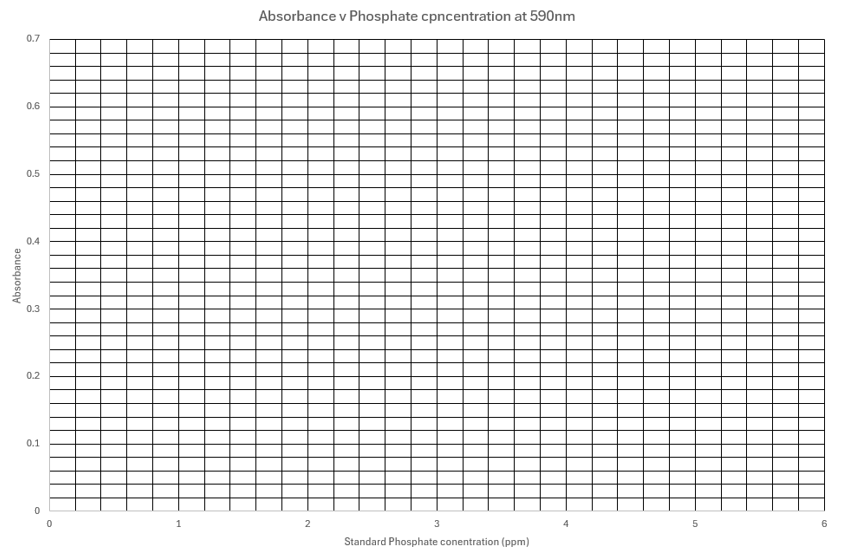 Absorbance v Phosphate cpncentration at 590nm
0.7
0.6
0.5
0.4
0.3
0.2
0.1
0
Absorbance
0 1 2 3 4 5 6
Standard Phosphate conentration (ppm)